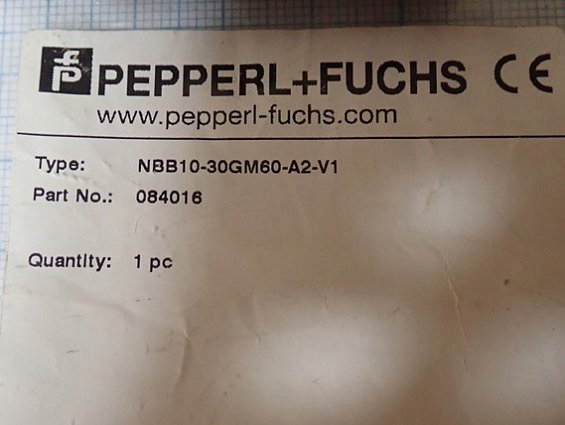 PEPPERL+FUCHS CE
www.pepperl-fuchs.com
Type: NBB10-30GM60-A2-V1
Part No.: 084016
Quantity: 1 pc